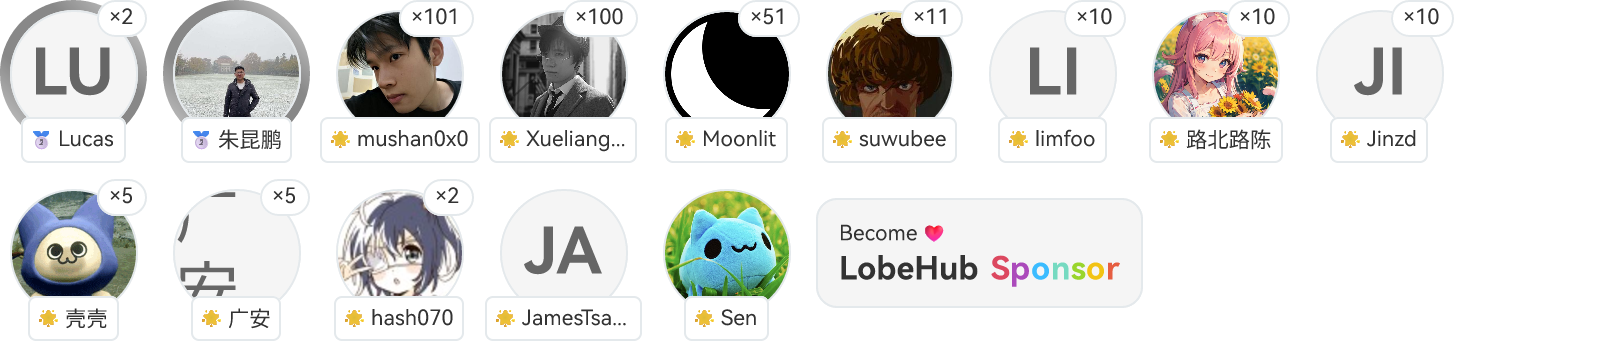 ×2
LU
Lucas
朱昆鹏
×101
mushan0x0
×100
Xueliang...
×51
Moonlit
×11
suwubee
×10
LI
limfoo
×10
路北路陈
×10
JI
Jinzd
×5
壳壳
×5
广安
广安
×2
hash070
JA
JamesTsa...
Sen
Become
LobeHub Sponsor